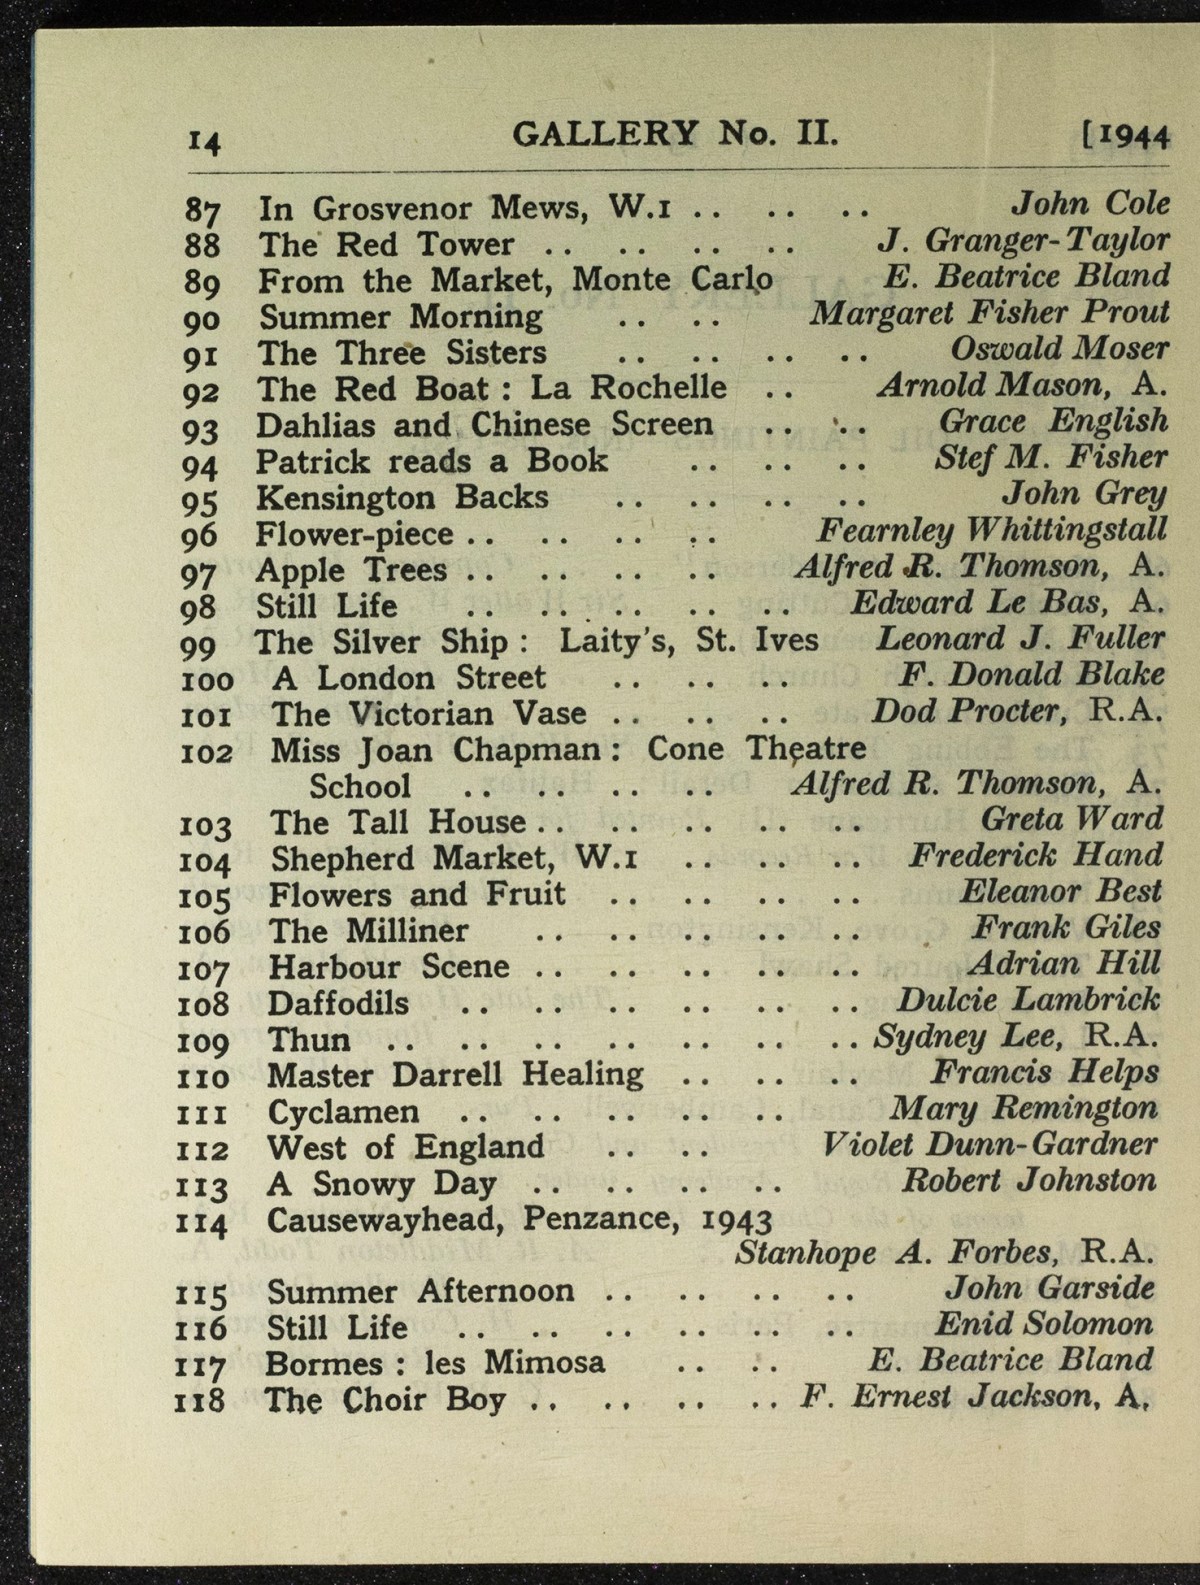 14 GALLERY No. II. [1944
87 In Grosvenor Mews, W.1 .. .. .. John Cole
88 The Red Tower .. .. .. .. J. Granger-Taylor
89 From the Market, Monte Carlo E. Beatrice Bland
90 Summer Morning .. .. Margaret Fisher Prout
91 The Three Sisters .. .. .. .. Oswald Moser
92 The Red Boat : La Rochelle .. Arnold Mason, A.
93 Dahlias and Chinese Screen .. .. Grace English
94 Patrick reads a Book .. .. .. Stef M. Fisher
95 Kensington Backs .. .. .. .. John Grey
96 Flower-piece .. .. .. .. Fearnley Whittingstall
97 Apple Trees .. .. .. .. Alfred R. Thomson, A.
98 Still Life .. .. .. .. .. Edward Le Bas, A.
99 The Silver Ship : Laity's, St. Ives Leonard J. Fuller
100 A London Street .. .. .. F. Donald Blake
101 The Victorian Vase .. .. .. Dod Procter, R.A.
102 Miss Joan Chapman : Cone Theatre
School .. .. .. .. Alfred R. Thomson, A.
103 The Tall House .. .. .. .. .. Greta Ward
104 Shepherd Market, W.1 .. .. .. Frederick Hand
105 Flowers and Fruit .. .. .. .. Eleanor Best
106 The Milliner .. .. .. .. .. Frank Giles
107 Harbour Scene .. .. .. .. .. Adrian Hill
108 Daffodils .. .. .. .. .. .. Dulcie Lambrick
109 Thun .. .. .. .. .. .. .. Sydney Lee, R.A.
110 Master Darrell Healing .. .. .. Francis Helps
111 Cyclamen .. .. .. .. .. Mary Remington
112 West of England .. .. Violet Dunn-Gardner
113 A Snowy Day .. .. .. .. Robert Johnston
114 Causewayhead, Penzance, 1943
Stanhope A. Forbes, R.A.
115 Summer Afternoon .. .. .. .. John Garside
116 Still Life .. .. .. .. .. .. Enid Solomon
117 Bormes : les Mimosa .. .. E. Beatrice Bland
118 The Choir Boy .. .. .. .. F. Ernest Jackson, A.